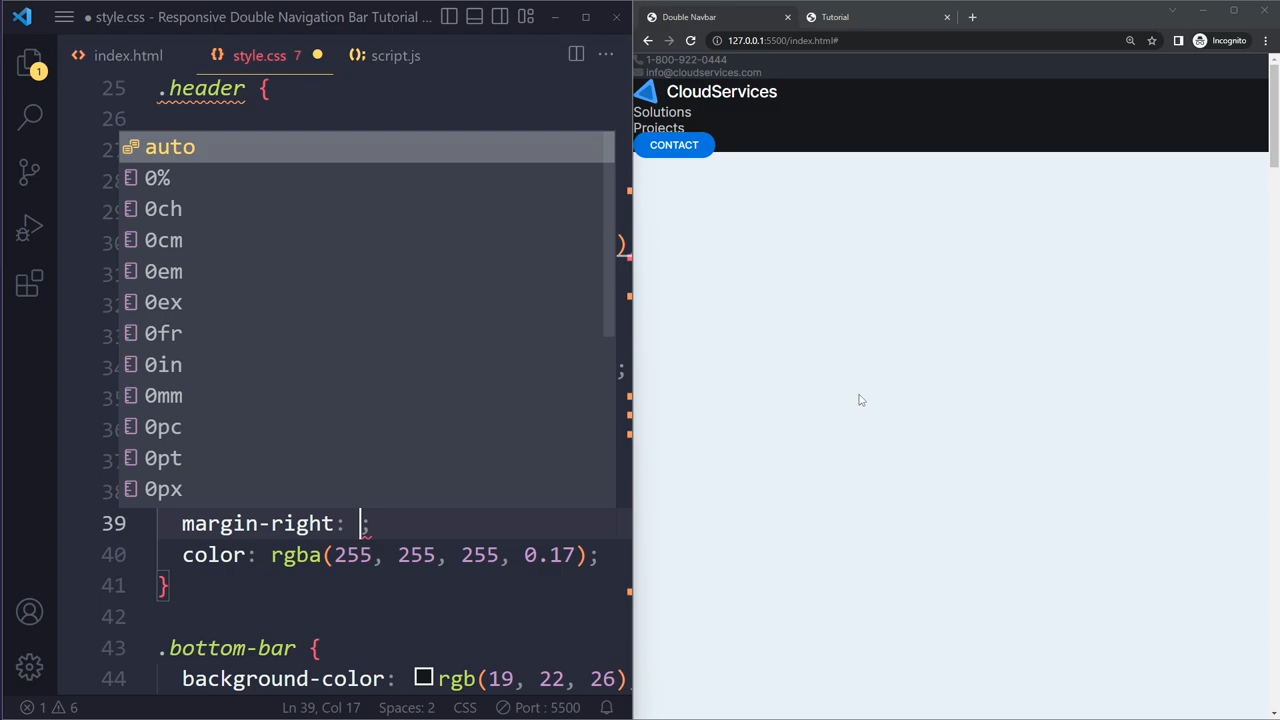 style.css - Responsive Double Navigation Bar Tutorial ...
index.html
style.css 7
script.js
1
25 .header {
26
auto
0%
0ch
0cm
0em
0ex
0fr
0in
0mm
0pc
0pt
0px
)
;
39 margin-right: ;
40 color: rgba(255, 255, 255, 0.17);
41 }
42
43 .bottom-bar {
44 background-color: rgb(19, 22, 26)
1 6
Ln 39, Col 17
Spaces: 2
CSS
Port : 5500
Double Navbar
Tutorial
127.0.0.1:5500/index.html#
Incognito
1-800-922-0444
info@cloudservices.com
CloudServices
Solutions
Projects
CONTACT